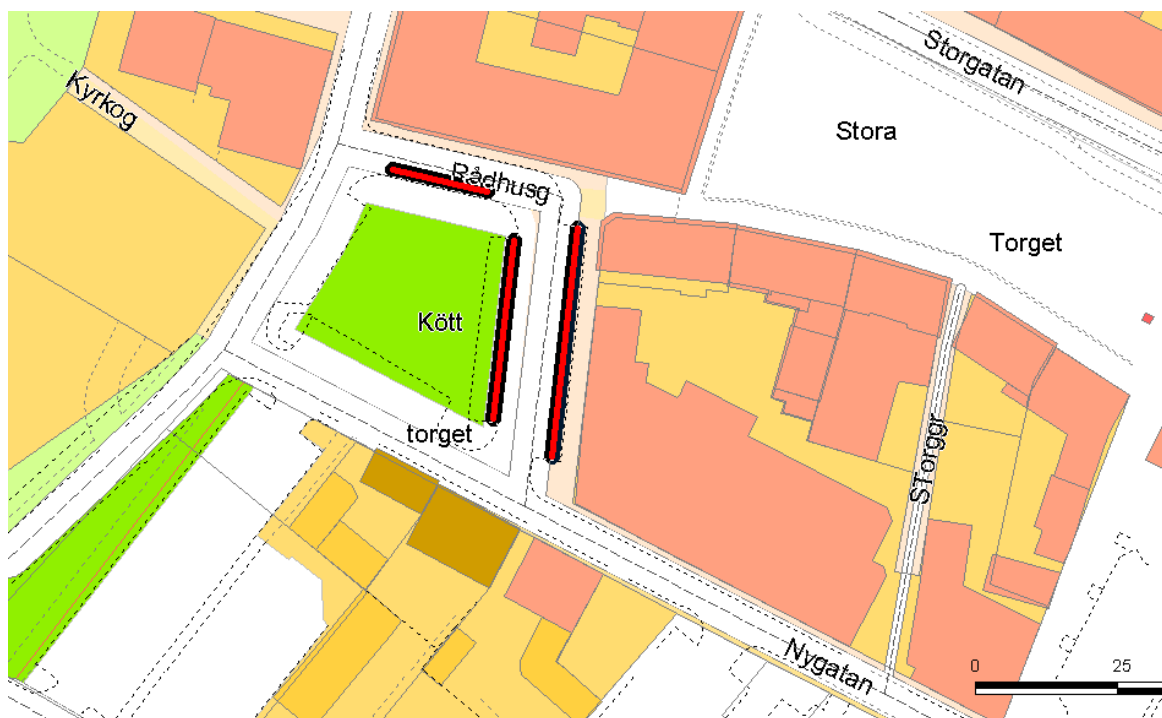 Storgatan
Kyrkog
Stora
Rådhusg
Torget
Kött
torget
STorggr
Nygatan
0 25